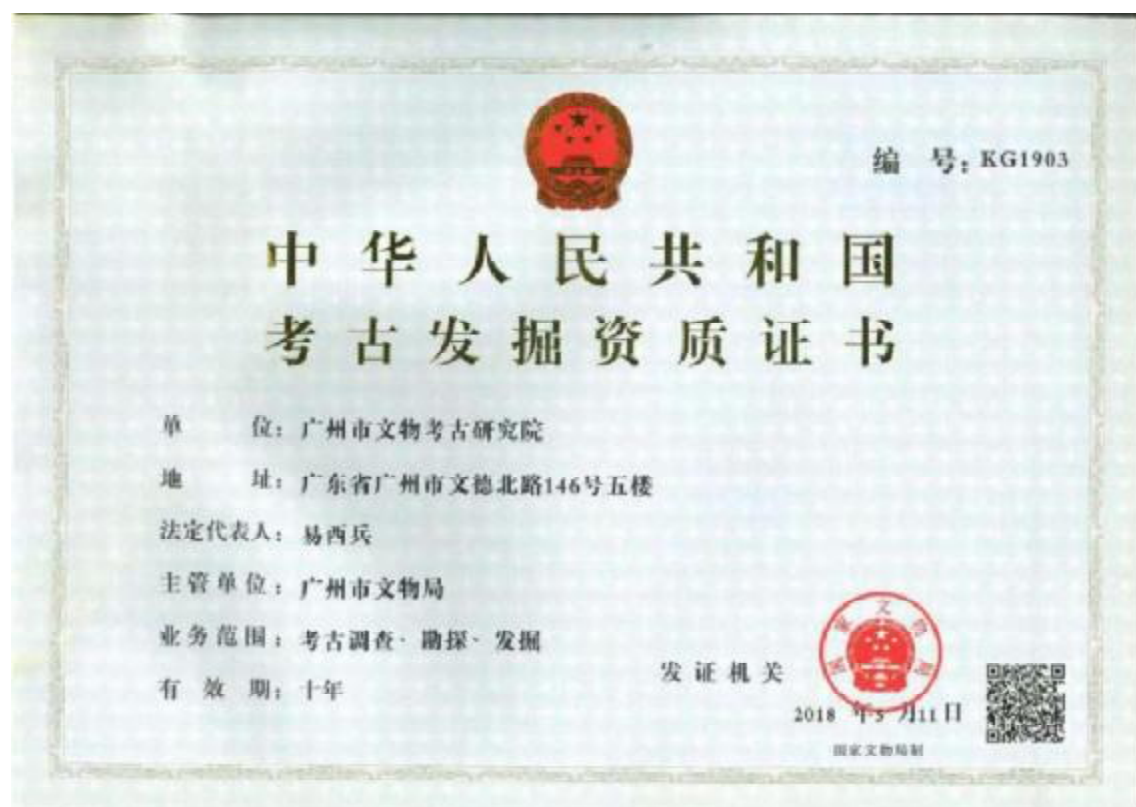 编 号：KG1903
中华人民共和国
考古发掘资质证书
单 位：广州市文物考古研究院
地 址：广东省广州市文德北路146号五楼
法定代表人：易西兵
主管单位：广州市文物局
业务范围：考古调查、勘探、发掘
有 效 期：十年
发证机关
国家文物局
2018 年5 月11 日
国家文物局制